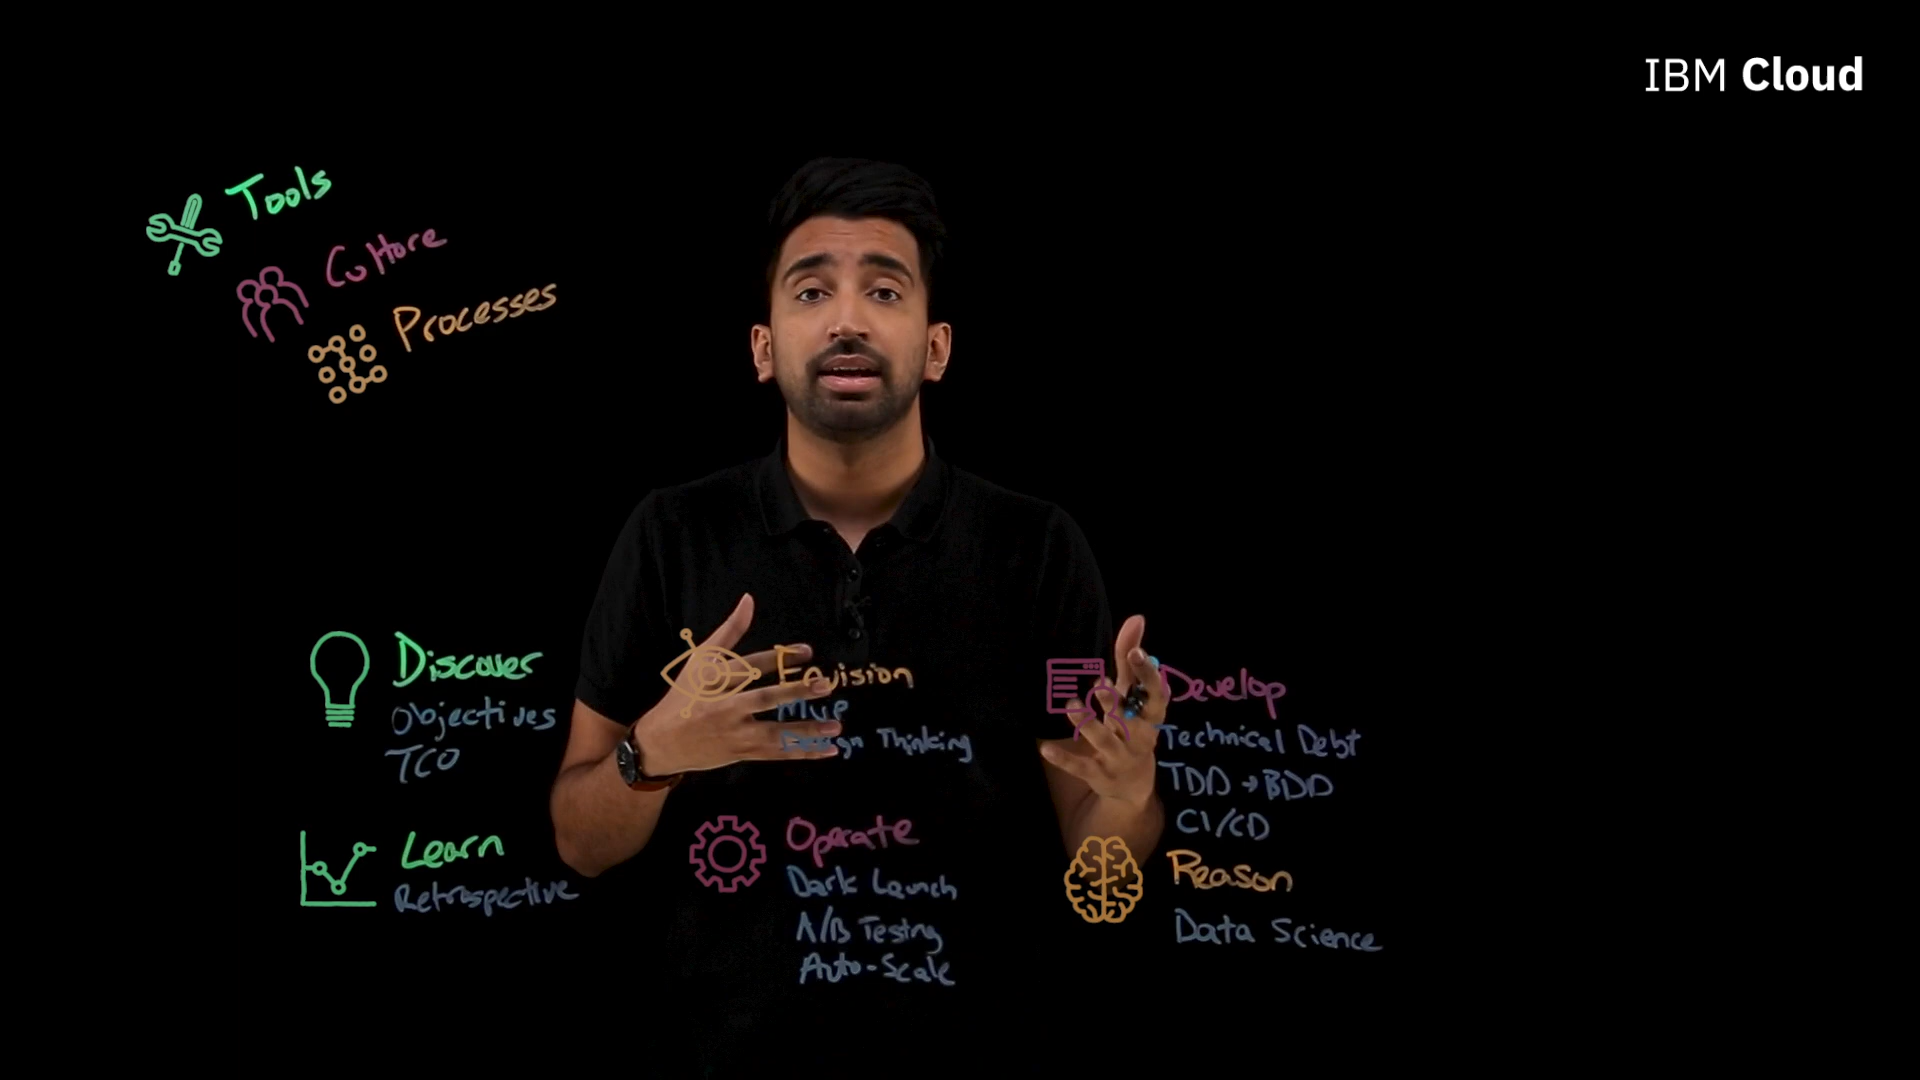 IBM Cloud
Tools
Culture
Processes
Discover
Objectives
TCO
Envision
MVP
Design Thinking
Develop
Technical Debt
TDD → BDD
CI/CD
Learn
Retrospective
Operate
Dark Launch
A/B Testing
Auto-Scale
Reason
Data Science